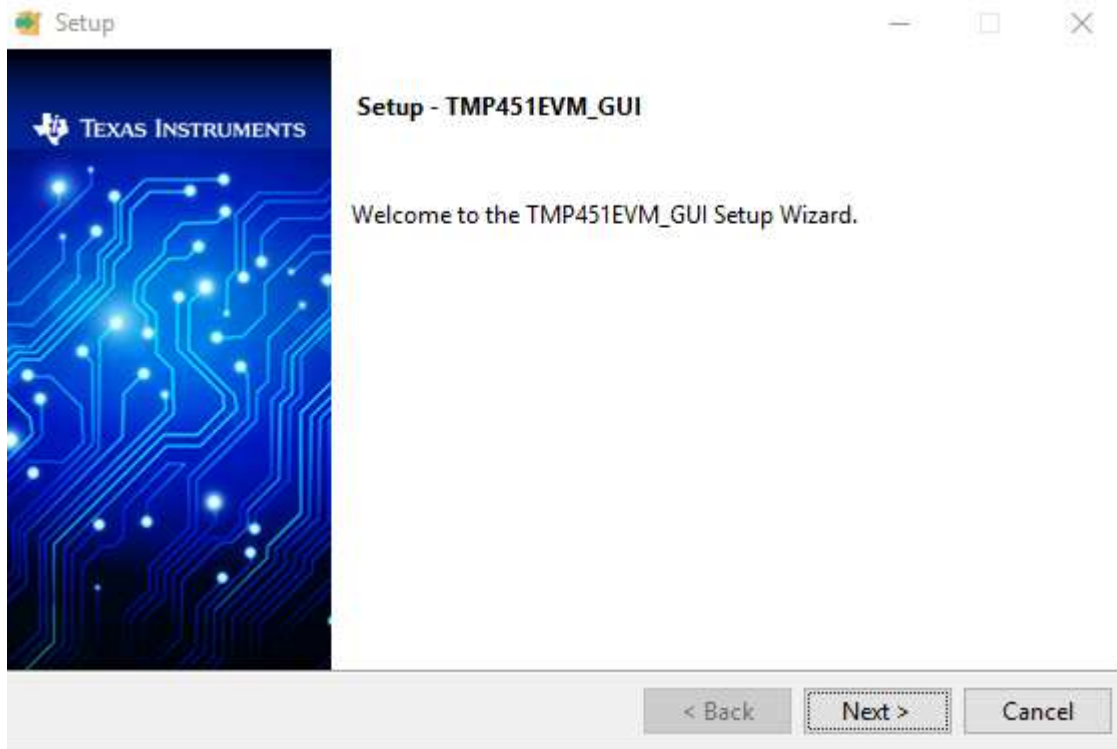 Setup
TEXAS INSTRUMENTS
Setup - TMP451EVM_GUI
Welcome to the TMP451EVM_GUI Setup Wizard.
< Back
Next >
Cancel